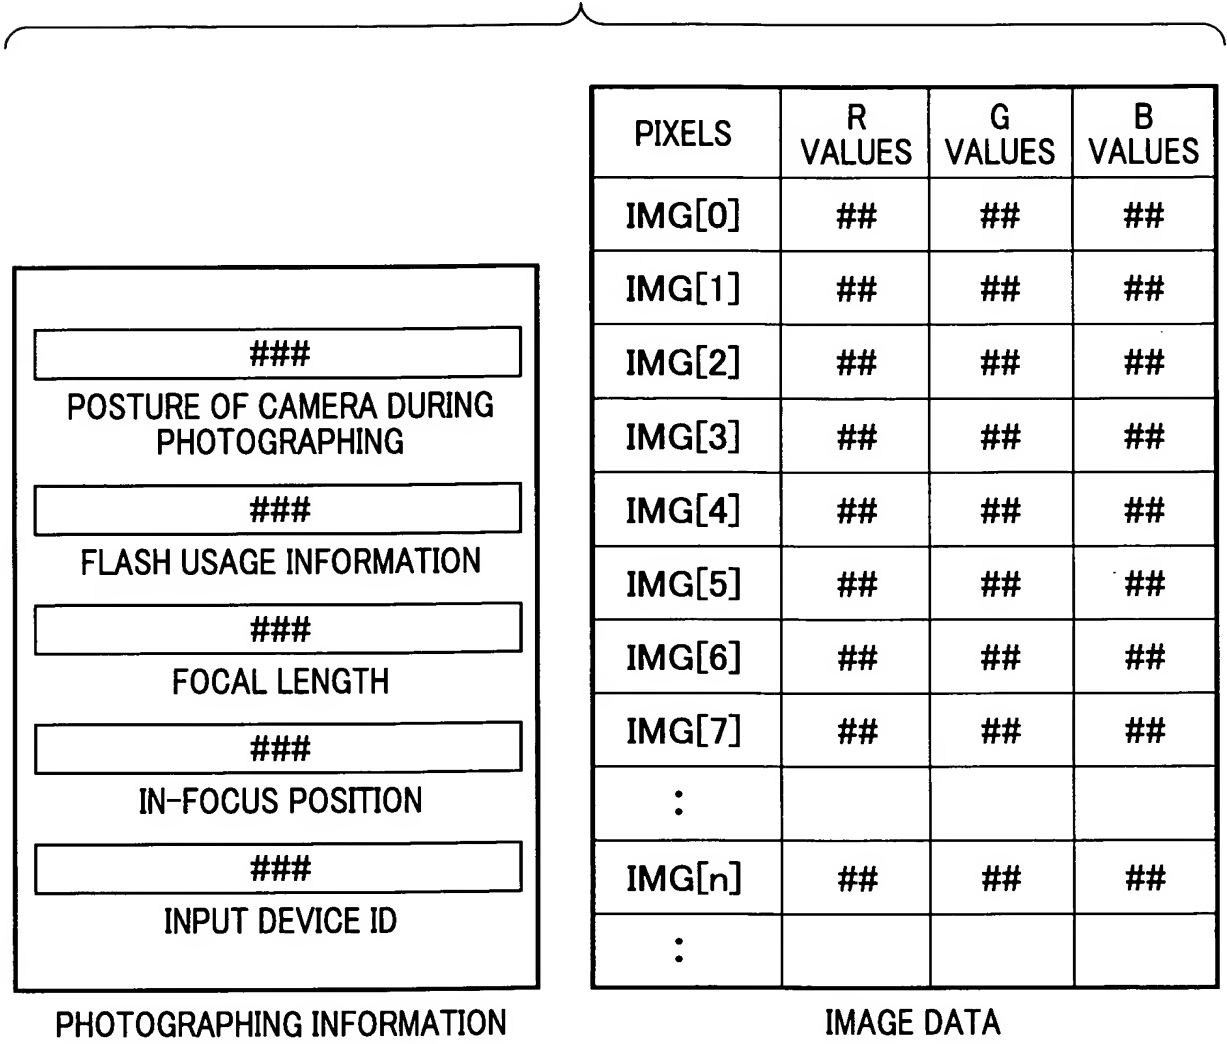 PIXELS R VALUES G VALUES B VALUES
IMG[0] ## ## ##
IMG[1] ## ## ##
IMG[2] ## ## ##
IMG[3] ## ## ##
IMG[4] ## ## ##
IMG[5] ## ## ##
IMG[6] ## ## ##
IMG[7] ## ## ##
:
IMG[n] ## ## ##
:
IMAGE DATA
###
POSTURE OF CAMERA DURING
PHOTOGRAPHING
###
FLASH USAGE INFORMATION
###
FOCAL LENGTH
###
IN-FOCUS POSITION
###
INPUT DEVICE ID
PHOTOGRAPHING INFORMATION